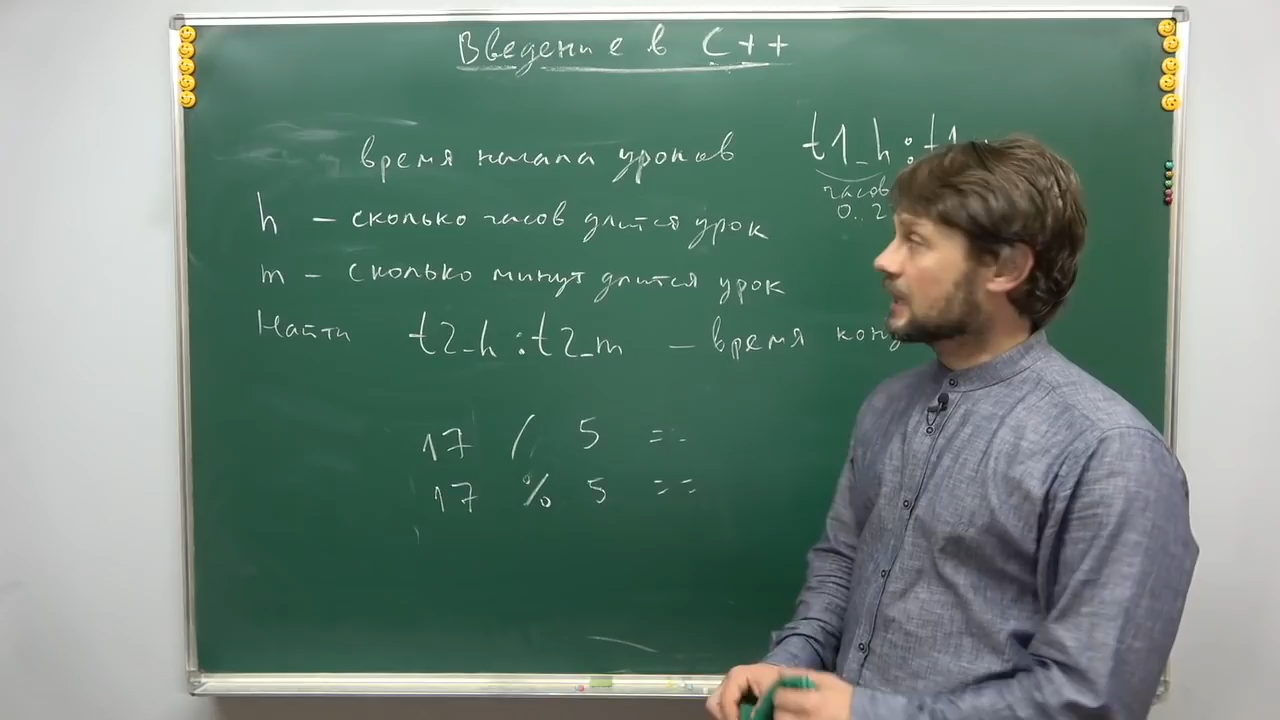 Введение в C++
время начала уроков t1_h:t1
часов
0..2
h – сколько часов длится урок
m – сколько минут длится урок
Найти t2_h:t2_m – время
17 / 5 ==
17 % 5 ==